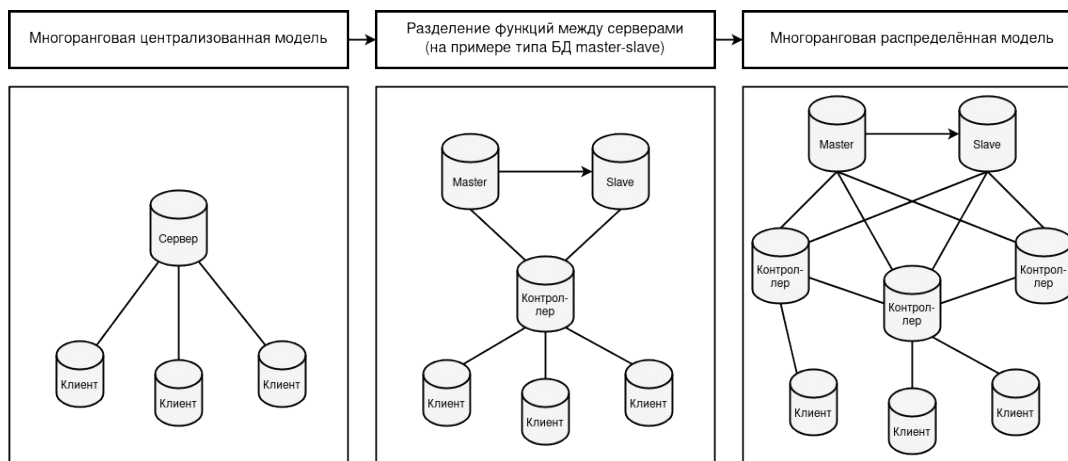 Многоранговая централизованная модель
Разделение функций между серверами
(на примере типа БД master-slave)
Многоранговая распределённая модель
Сервер
Клиент
Клиент
Клиент
Master
Slave
Контрол-
лер
Клиент
Клиент
Клиент
Master
Slave
Контрол-
лер
Контрол-
лер
Контрол-
лер
Клиент
Клиент
Клиент